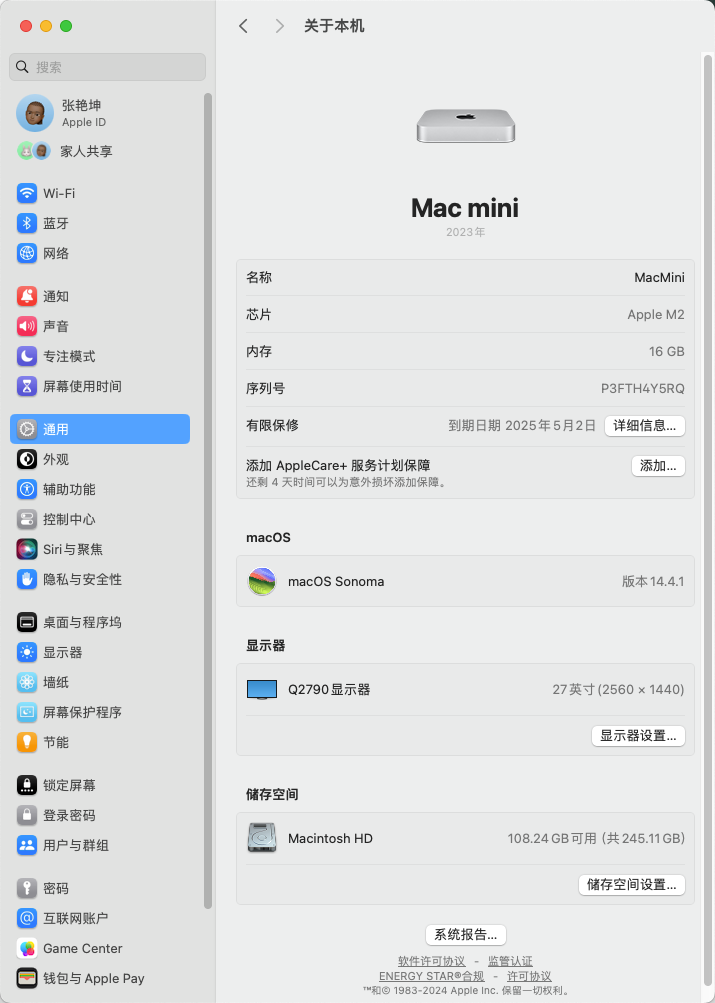 关于本机
搜索
张艳坤
Apple ID
家人共享
Wi-Fi
蓝牙
网络
通知
声音
专注模式
屏幕使用时间
通用
外观
辅助功能
控制中心
Siri与聚焦
隐私与安全性
桌面与程序坞
显示器
墙纸
屏幕保护程序
节能
锁定屏幕
登录密码
用户与群组
密码
互联网账户
Game Center
钱包与 Apple Pay
Mac mini
2023年
名称 MacMini
芯片 Apple M2
内存 16 GB
序列号 P3FTH4Y5RQ
有限保修 到期日期 2025年5月2日 详细信息...
添加 AppleCare+ 服务计划保障 添加...
还剩 4 天时间可以为意外损坏添加保障。
macOS
macOS Sonoma 版本14.4.1
显示器
Q2790显示器 27英寸 (2560 × 1440)
显示器设置...
储存空间
Macintosh HD 108.24 GB可用 (共245.11 GB)
储存空间设置...
系统报告...
软件许可协议 - 监管认证
ENERGY STAR®合规 - 许可协议
™和© 1983-2024 Apple Inc. 保留一切权利。